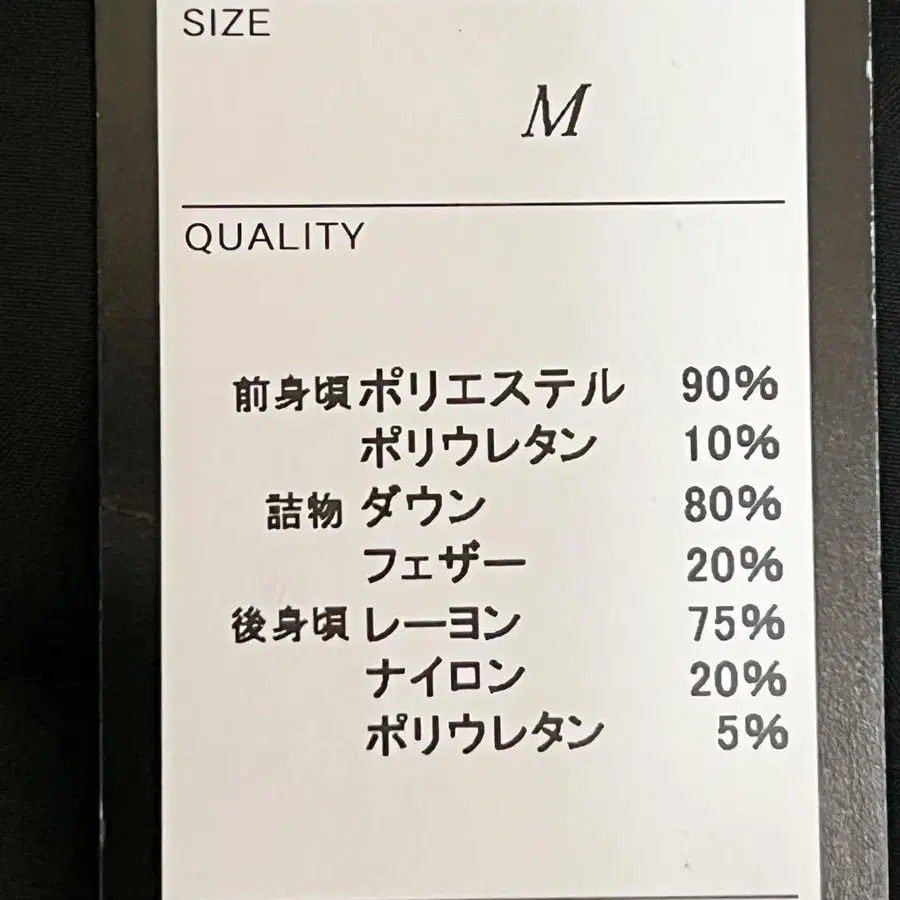 SIZE
M
QUALITY
前身頃 ポリエステル 90%
ポリウレタン 10%
詰物 ダウン 80%
フェザー 20%
後身頃 レーヨン 75%
ナイロン 20%
ポリウレタン 5%